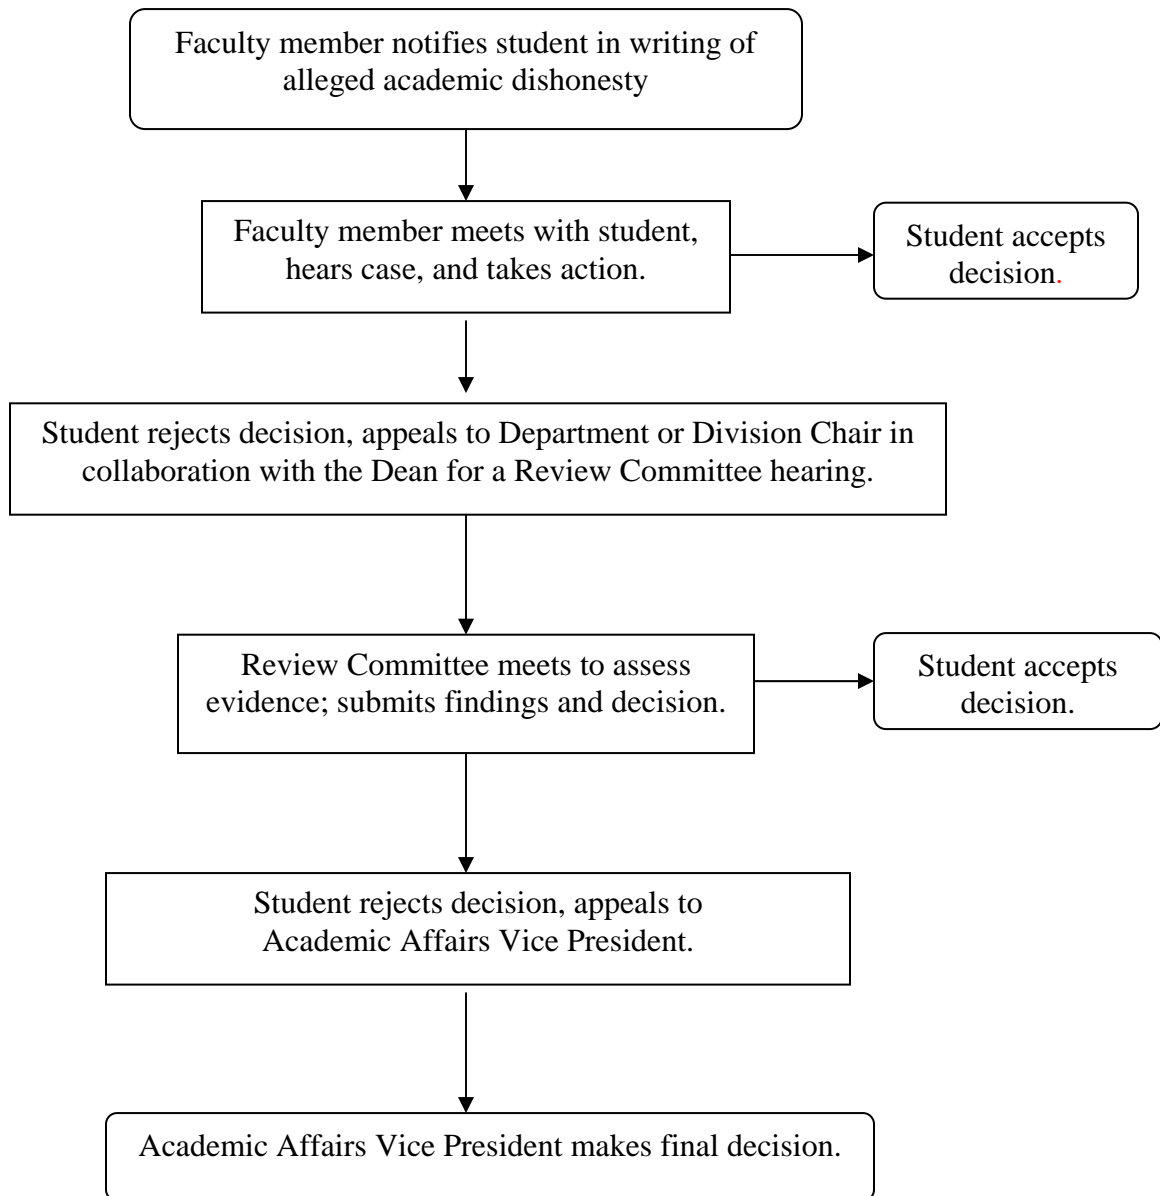 Faculty member notifies student in writing of
alleged academic dishonesty
Faculty member meets with student,
hears case, and takes action.
Student accepts
decision.
Student rejects decision, appeals to Department or Division Chair in
collaboration with the Dean for a Review Committee hearing.
Review Committee meets to assess
evidence; submits findings and decision.
Student accepts
decision.
Student rejects decision, appeals to
Academic Affairs Vice President.
Academic Affairs Vice President makes final decision.